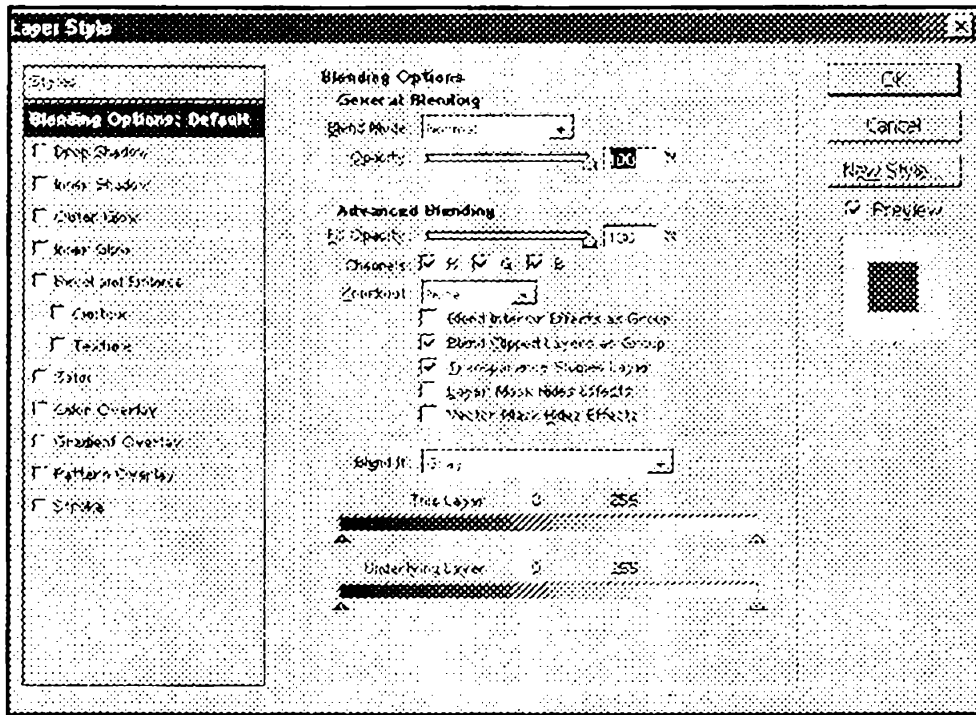 Layer Style
Styles
Blending Options: Default
Drop Shadow
Inner Shadow
Outer Glow
Inner Glow
Bevel and Emboss
Contour
Texture
Satin
Color Overlay
Gradient Overlay
Pattern Overlay
Stroke
Blending Options
General Blending
Blend Mode: Normal
Opacity: 100 %
Advanced Blending
Fill Opacity: 100 %
Channels: R G B
Knockout: None
Blend Interior Effects as Group
Blend Clipped Layers as Group
Transparency Shapes Layer
Layer Mask Hides Effects
Vector Mask Hides Effects
Blend If: Gray
This Layer: 0 255
Underlying Layer: 0 255
OK
Cancel
New Style...
Preview